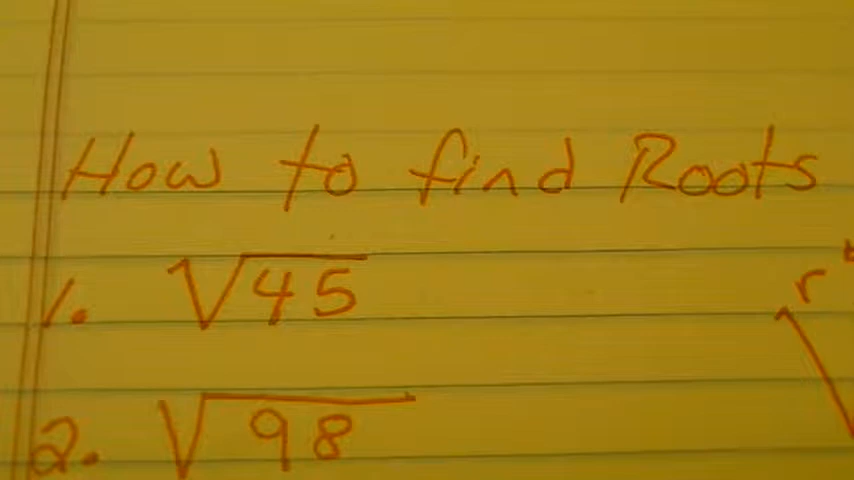 How to find Roots
1. √45
r
2. √98